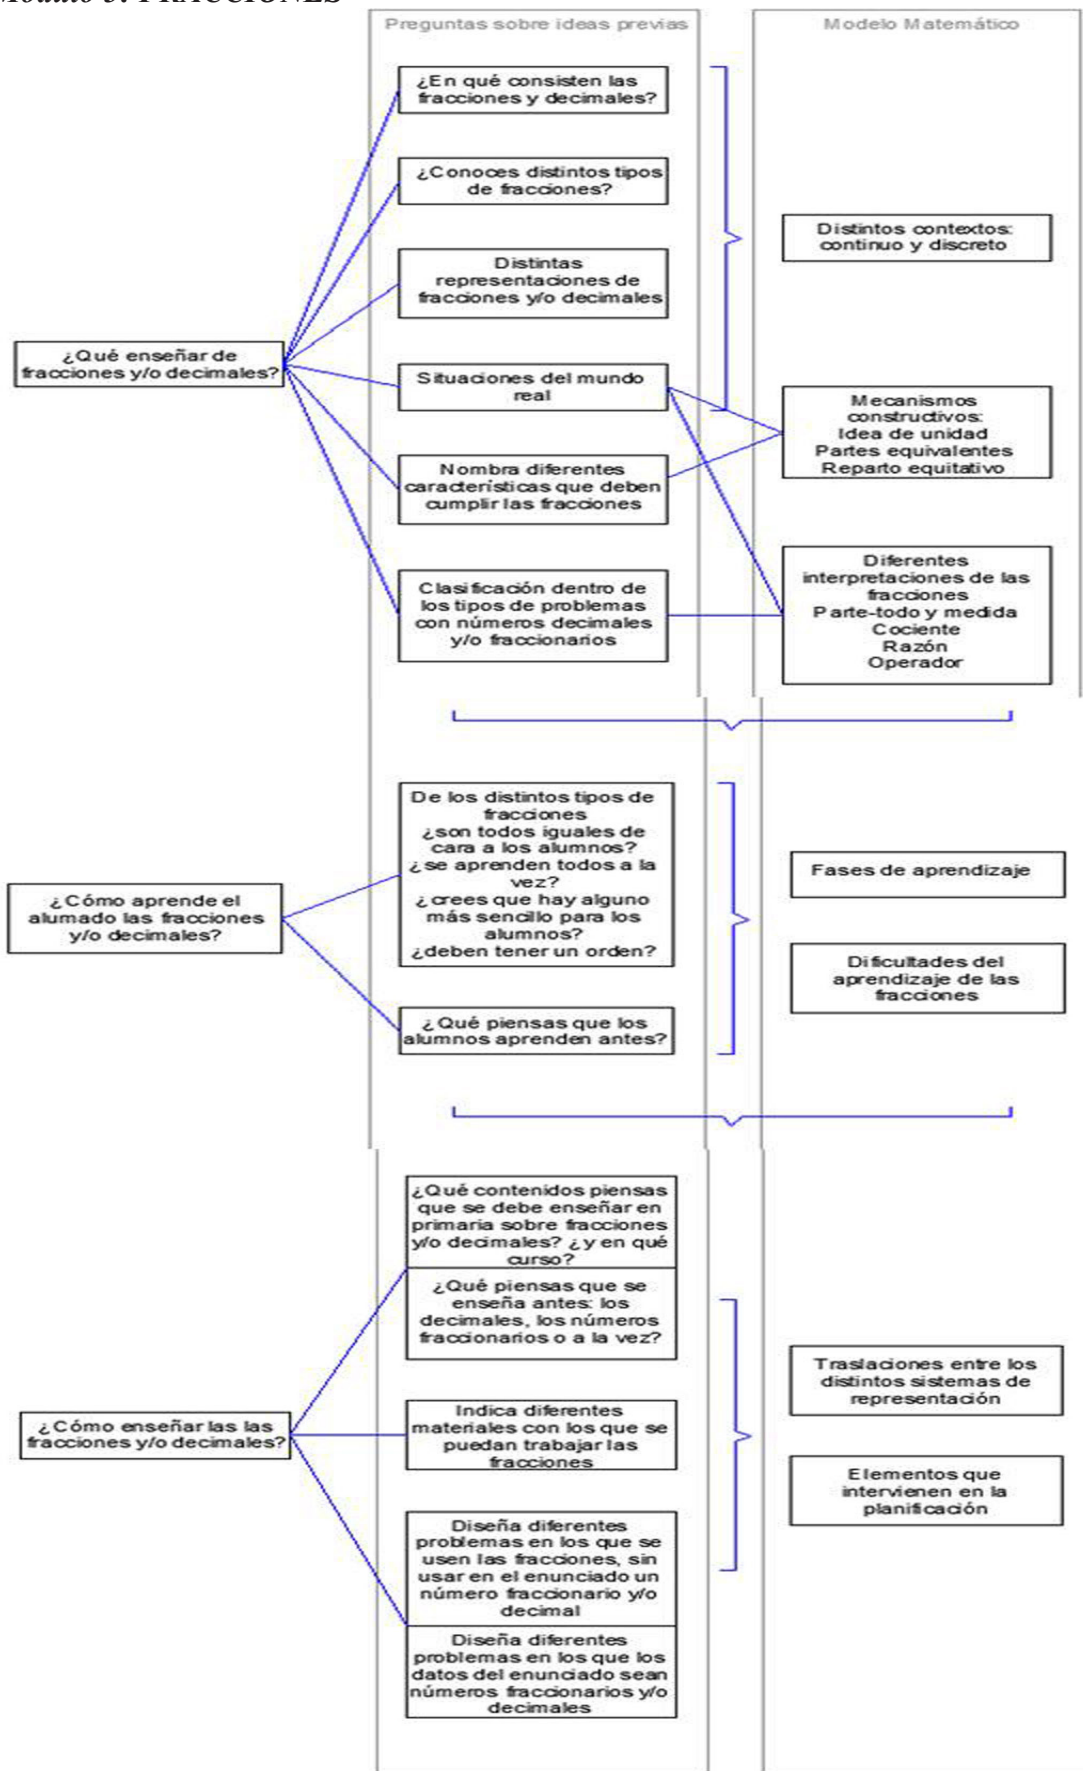 Módulo 3: FRACCIONES
Preguntas sobre ideas previas
Modelo Matemático
¿En qué consisten las
fracciones y decimales?
¿Conoces distintos tipos
de fracciones?
Distintos contextos:
continuo y discreto
Distintas
representaciones de
fracciones y/o decimales
¿Qué enseñar de
fracciones y/o decimales?
Situaciones del mundo
real
Mecanismos
constructivos:
Idea de unidad
Partes equivalentes
Reparto equitativo
Nombra diferentes
características que deben
cumplir las fracciones
Clasificación dentro de
los tipos de problemas
con números decimales
y/o fraccionarios
Diferentes
interpretaciones de las
fracciones
Parte-todo y medida
Cociente
Razón
Operador
De los distintos tipos de
fracciones
¿son todos iguales de
cara a los alumnos?
¿se aprenden todos a la
vez?
¿crees que hay alguno
más sencillo para los
alumnos?
¿deben tener un orden?
Fases de aprendizaje
¿Cómo aprende el
alumado las fracciones
y/o decimales?
Dificultades del
aprendizaje de las
fracciones
¿Qué piensas que los
alumnos aprenden antes?
¿Qué contenidos piensas
que se debe enseñar en
primaria sobre fracciones
y/o decimales? ¿y en qué
curso?
¿Qué piensas que se
enseña antes: los
decimales, los números
fraccionarios o a la vez?
Traslaciones entre los
distintos sistemas de
representación
¿Cómo enseñar las las
fracciones y/o decimales?
Indica diferentes
materiales con los que se
puedan trabajar las
fracciones
Elementos que
intervienen en la
planificación
Diseña diferentes
problemas en los que se
usen las fracciones, sin
usar en el enunciado un
número fraccionario y/o
decimal
Diseña diferentes
problemas en los que los
datos del enunciado sean
números fraccionarios y/o
decimales